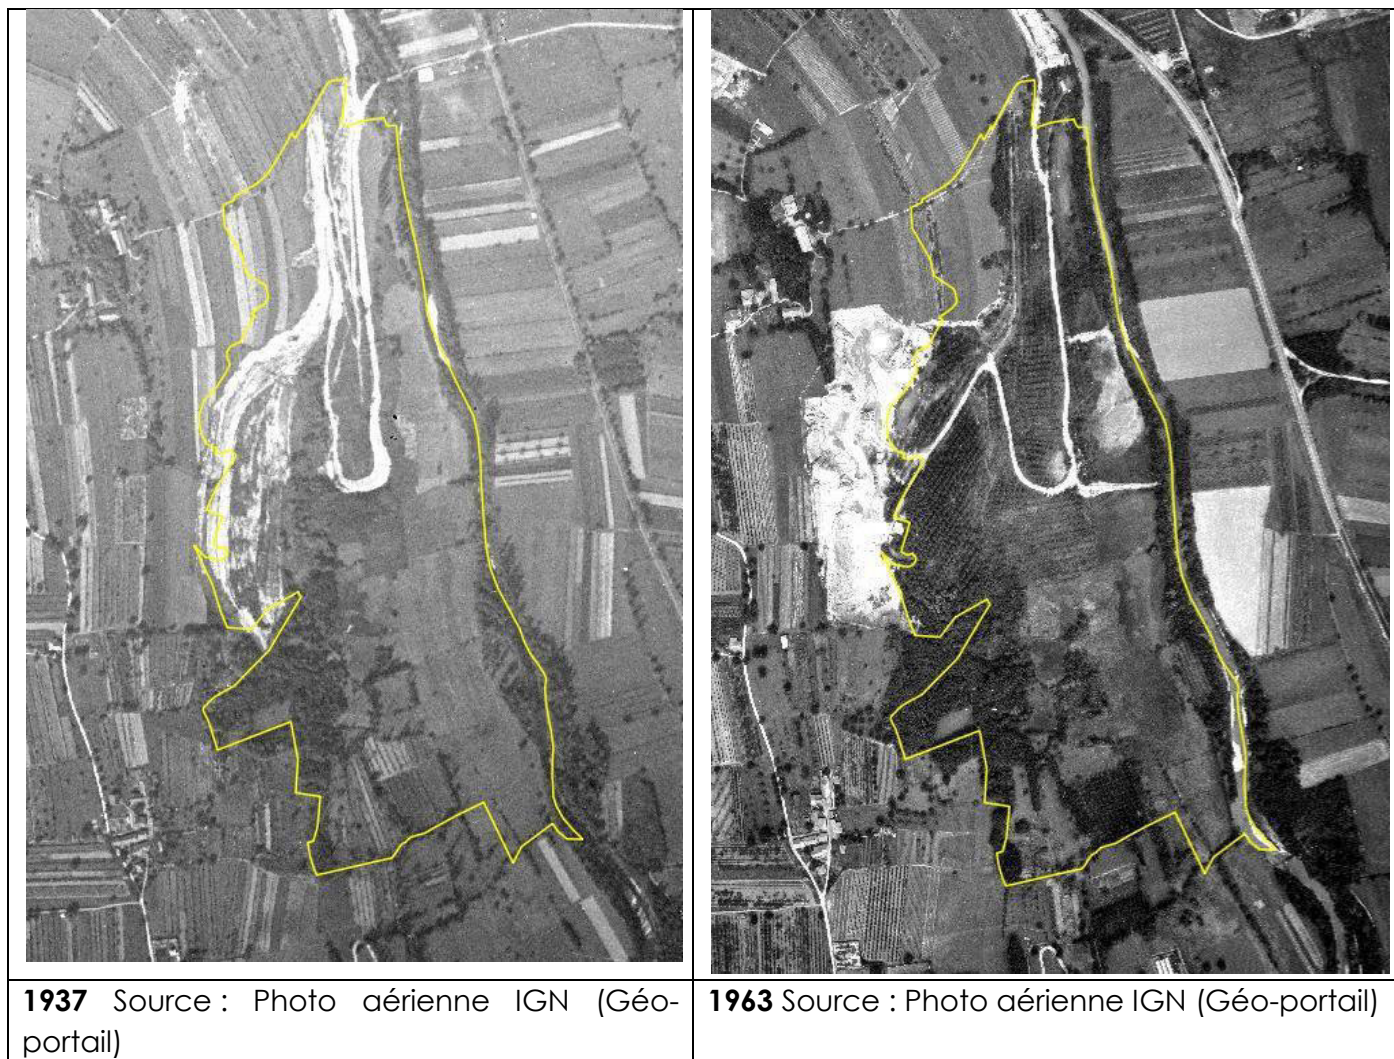 1937 Source : Photo aérienne IGN (Géo-
portail)
1963 Source : Photo aérienne IGN (Géo-portail)